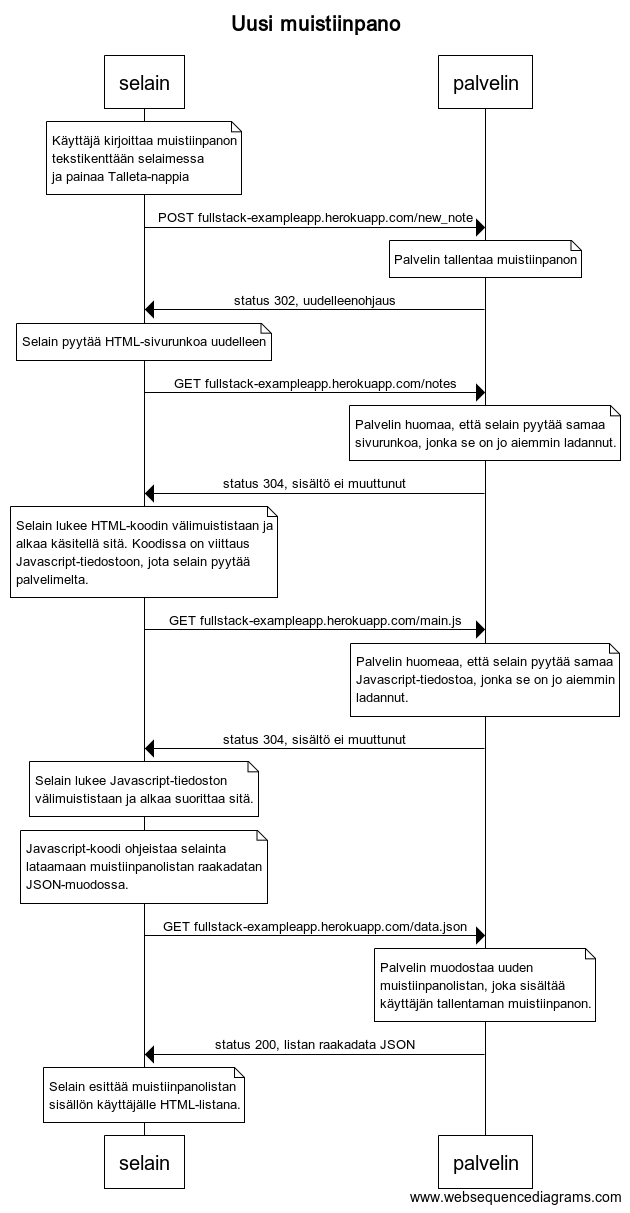 Uusi muistiinpano
selain
palvelin
Käyttäjä kirjoittaa muistiinpanon
tekstikenttään selaimessa
ja painaa Talleta-nappia
POST fullstack-exampleapp.herokuapp.com/new_note
Palvelin tallentaa muistiinpanon
status 302, uudelleenohjaus
Selain pyytää HTML-sivurunkoa uudelleen
GET fullstack-exampleapp.herokuapp.com/notes
Palvelin huomaa, että selain pyytää samaa
sivurunkoa, jonka se on jo aiemmin ladannut.
status 304, sisältö ei muuttunut
Selain lukee HTML-koodin välimuististaan ja
alkaa käsitellä sitä. Koodissa on viittaus
Javascript-tiedostoon, jota selain pyytää
palvelimelta.
GET fullstack-exampleapp.herokuapp.com/main.js
Palvelin huomeaa, että selain pyytää samaa
Javascript-tiedostoa, jonka se on jo aiemmin
ladannut.
status 304, sisältö ei muuttunut
Selain lukee Javascript-tiedoston
välimuististaan ja alkaa suorittaa sitä.
Javascript-koodi ohjeistaa selainta
lataamaan muistiinpanolistan raakadatan
JSON-muodossa.
GET fullstack-exampleapp.herokuapp.com/data.json
Palvelin muodostaa uuden
muistiinpanolistan, joka sisältää
käyttäjän tallentaman muistiinpanon.
status 200, listan raakadata JSON
Selain esittää muistiinpanolistan
sisällön käyttäjälle HTML-listana.
selain
palvelin
www.websequencediagrams.com